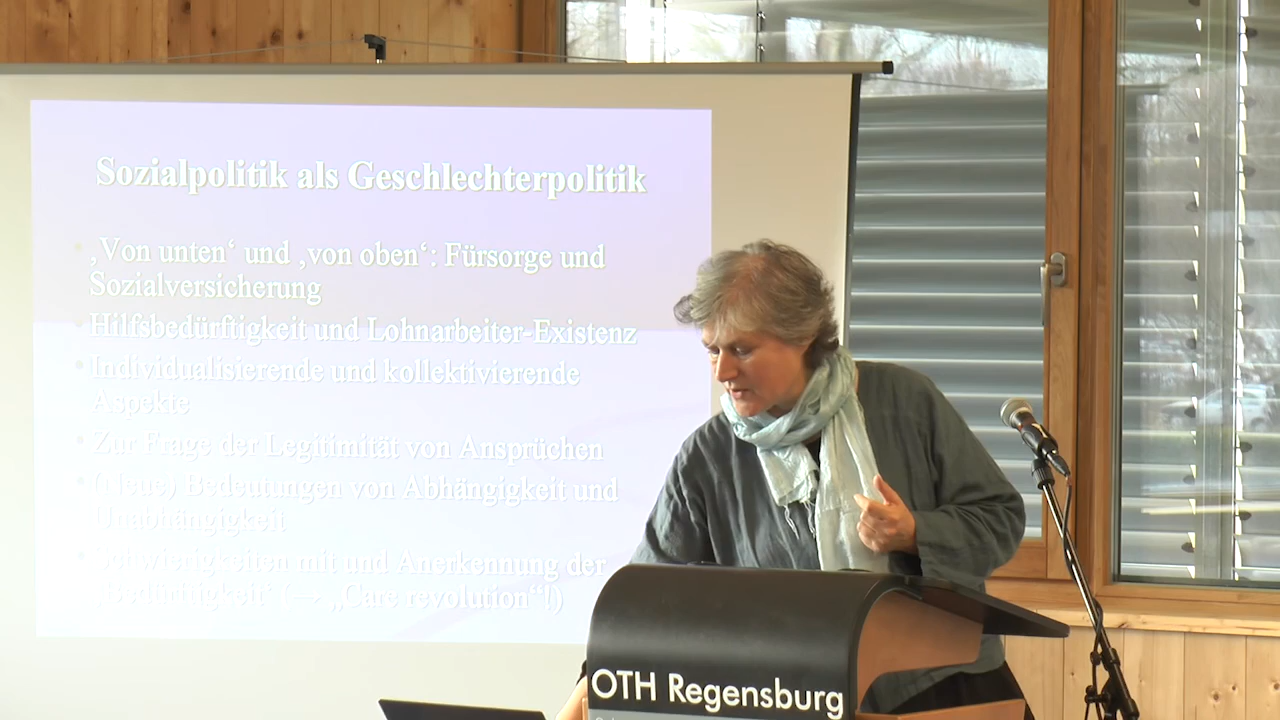 Sozialpolitik als Geschlechterpolitik
• ‚Von unten‘ und ‚von oben‘: Fürsorge und
Sozialversicherung
• Hilfsbedürftigkeit und Lohnarbeiter-Existenz
• Individualisierende und kollektivierende
Aspekte
• Zur Frage der Legitimität von Ansprüchen
• (Neue) Bedeutungen von Abhängigkeit und
Unabhängigkeit
• Schwierigkeiten mit und Anerkennung der
‚Bedürftigkeit‘ (→ „Care revolution“!)
OTH Regensburg